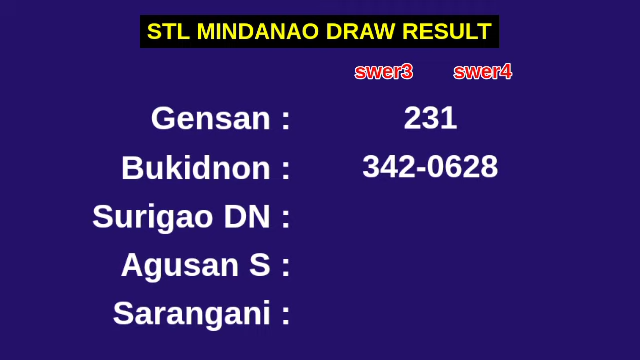 STL MINDANAO DRAW RESULT
swer3 swer4
Gensan : 231
Bukidnon : 342-0628
Surigao DN :
Agusan S :
Sarangani :